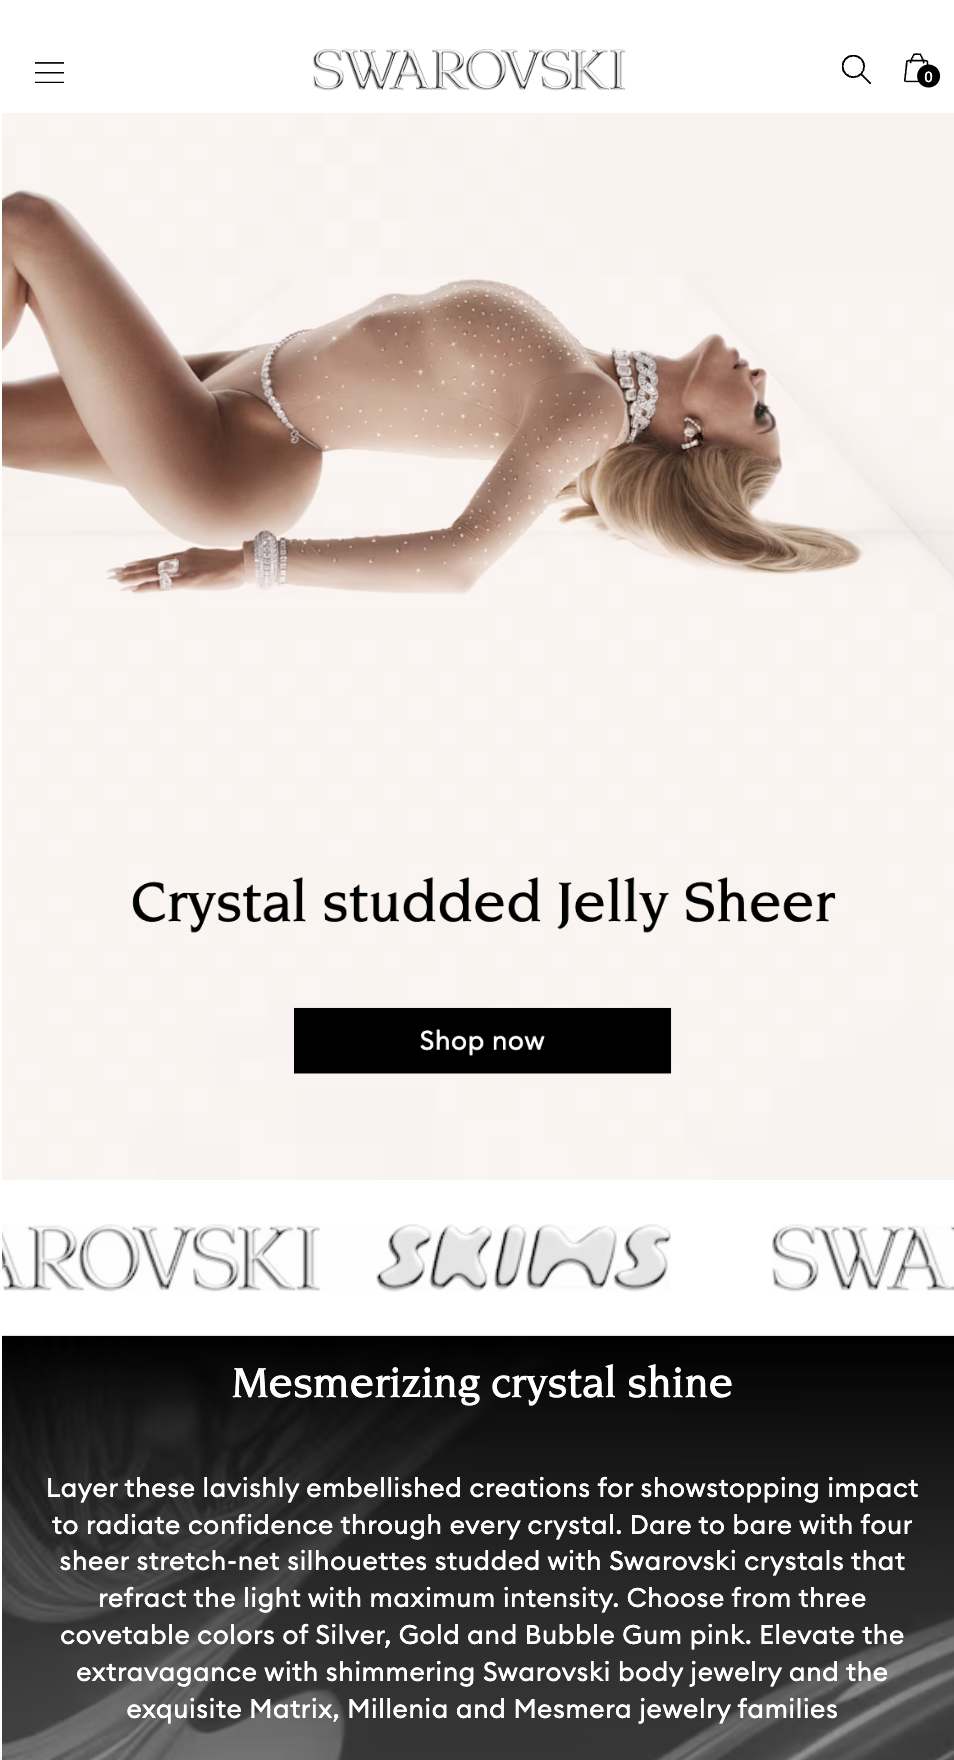 SWAROVSKI
0
Crystal studded Jelly Sheer
Shop now
AROVSKI SKIMS SWA
Mesmerizing crystal shine
Layer these lavishly embellished creations for showstopping impact
to radiate confidence through every crystal. Dare to bare with four
sheer stretch-net silhouettes studded with Swarovski crystals that
refract the light with maximum intensity. Choose from three
covetable colors of Silver, Gold and Bubble Gum pink. Elevate the
extravagance with shimmering Swarovski body jewelry and the
exquisite Matrix, Millenia and Mesmera jewelry families